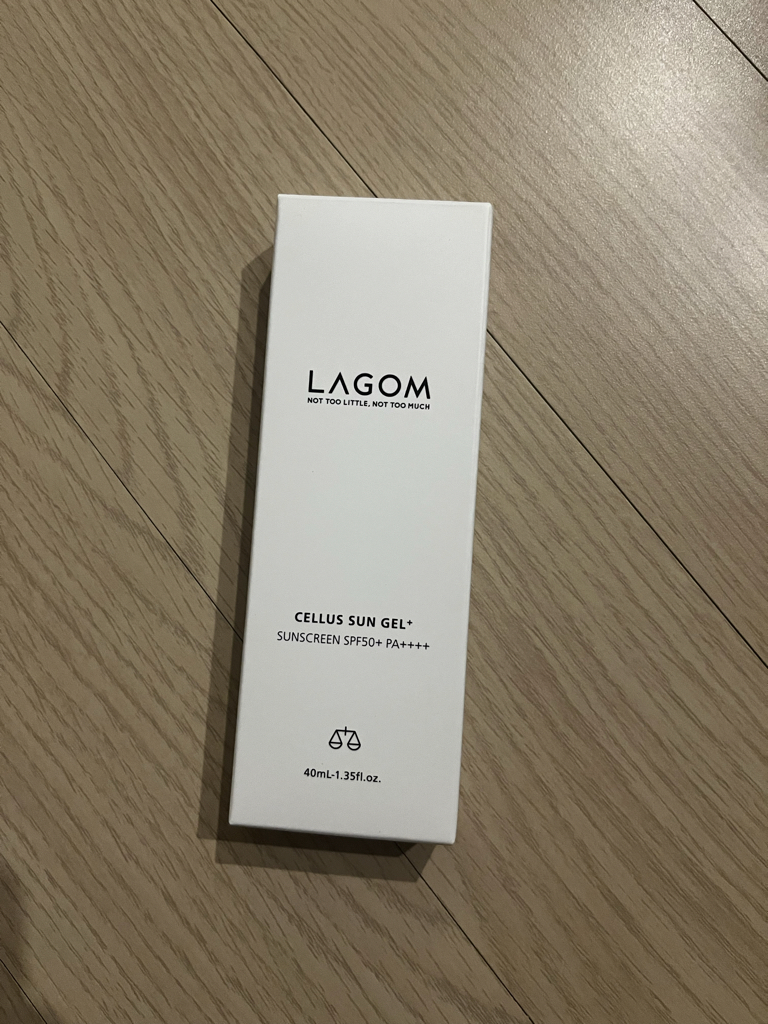 LAGOM
NOT TOO LITTLE, NOT TOO MUCH
CELLUS SUN GEL+
SUNSCREEN SPF50+ PA++++
40mL-1.35fl.oz.